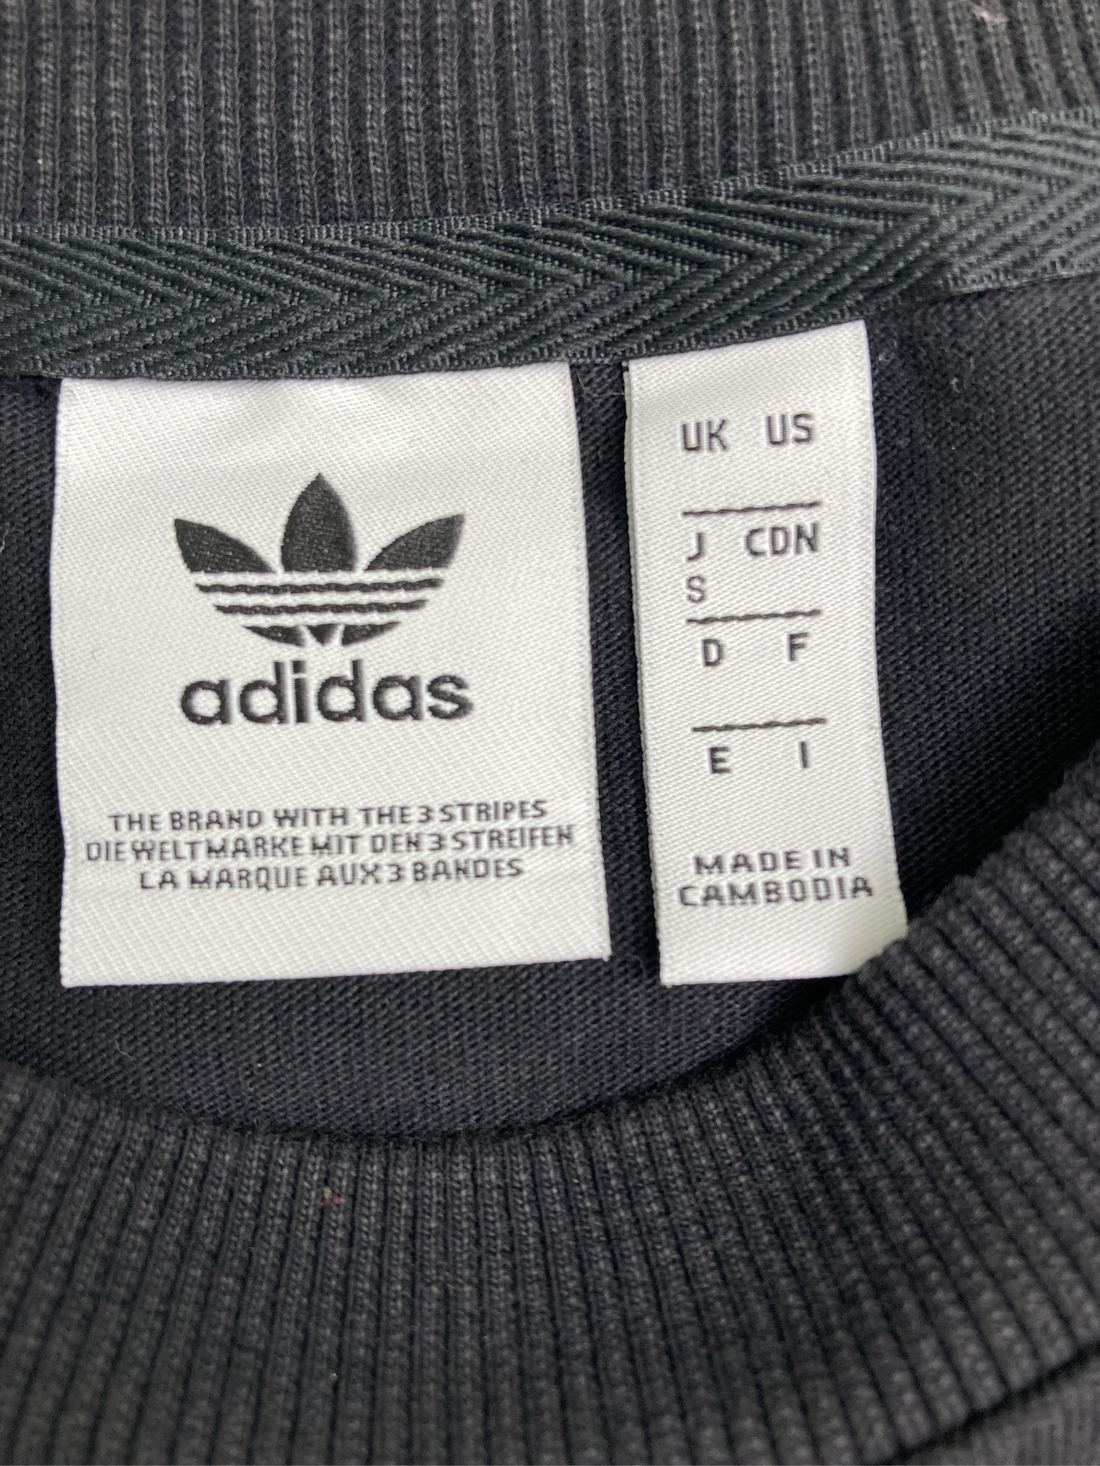 adidas
THE BRAND WITH THE 3 STRIPES
DIE WELTMARKE MIT DEN 3 STREIFEN
LA MARQUE AUX 3 BANDES
UK US
J CDN
S
D F
E I
MADE IN
CAMBODIA